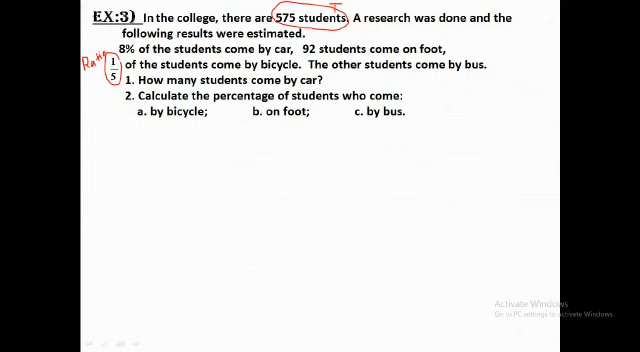 EX:3) In the college, there are 575 students. A research was done and the
T
following results were estimated.
8% of the students come by car, 92 students come on foot,
Ratio
1/5 of the students come by bicycle. The other students come by bus.
1. How many students come by car?
2. Calculate the percentage of students who come:
a. by bicycle; b. on foot; c. by bus.
Activate Windows
Go to PC settings to activate Windows.